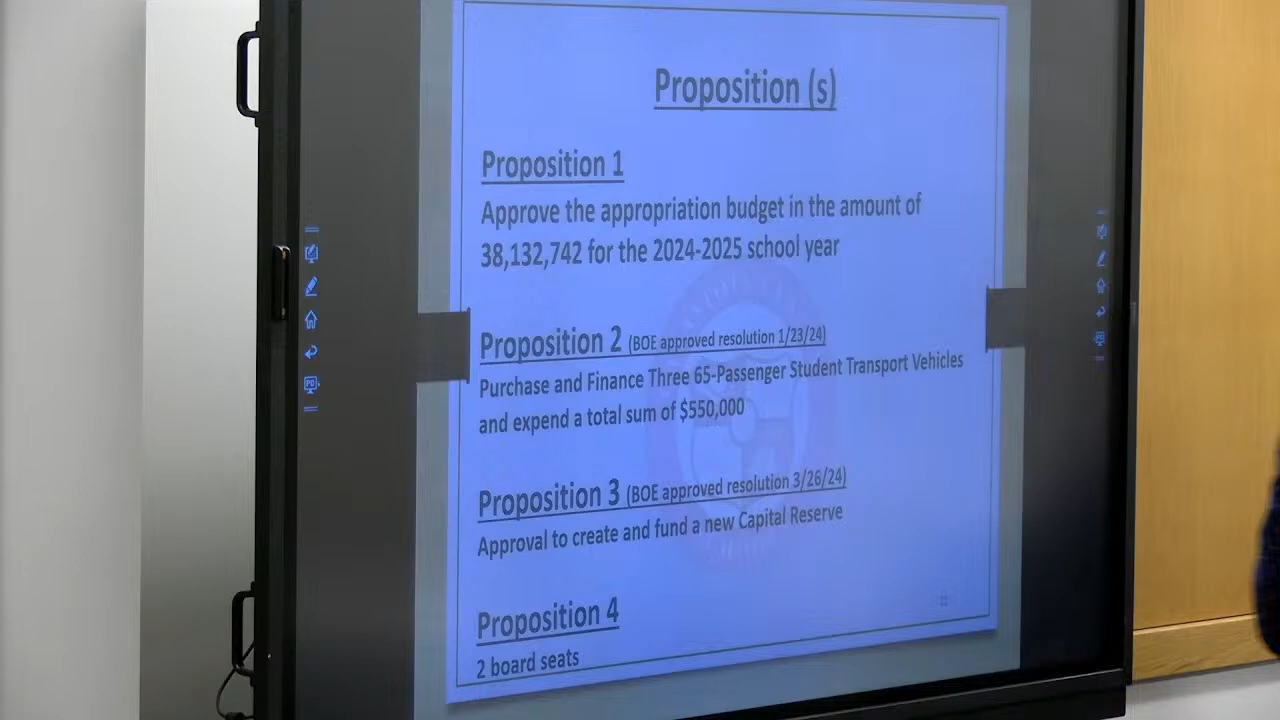 Proposition (s)
Proposition 1
Approve the appropriation budget in the amount of
38,132,742 for the 2024-2025 school year
Proposition 2 (BOE approved resolution 1/23/24)
Purchase and Finance Three 65-Passenger Student Transport Vehicles
and expend a total sum of $550,000
Proposition 3 (BOE approved resolution 3/26/24)
Approval to create and fund a new Capital Reserve
Proposition 4
2 board seats